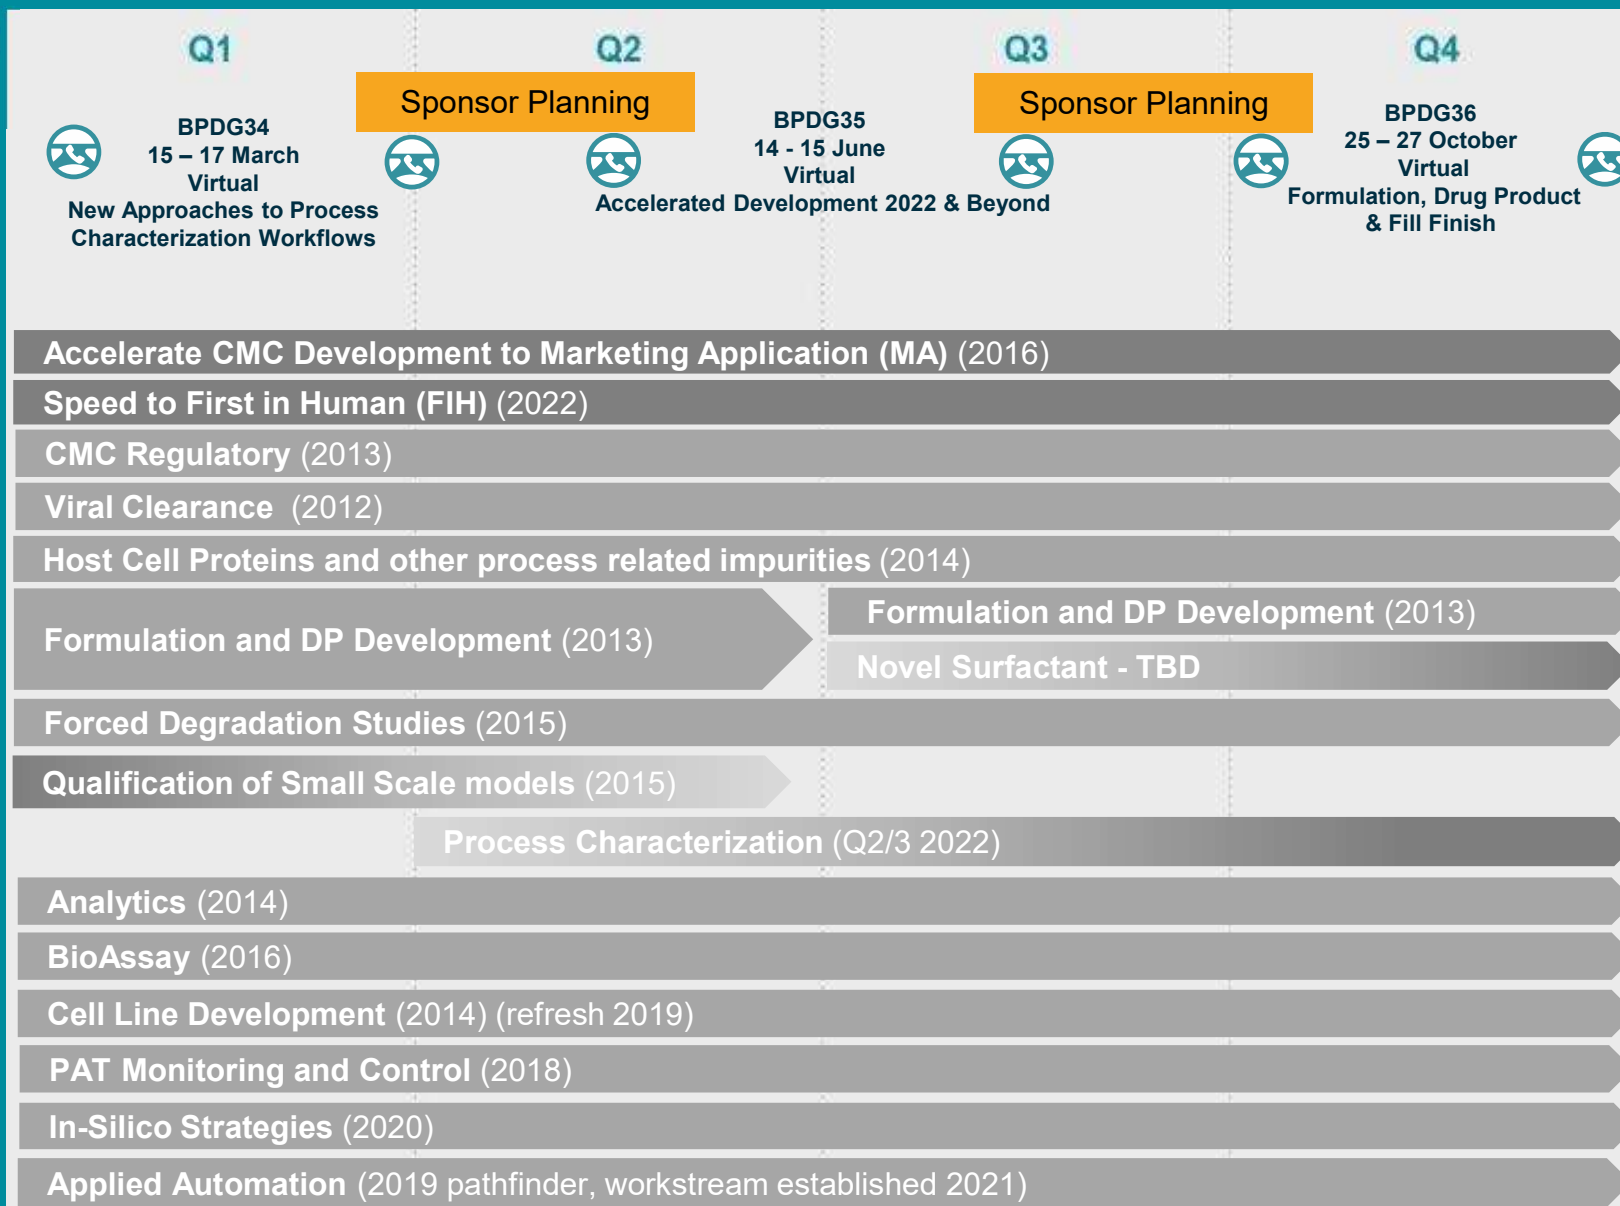 Q1
Q2
Q3
Q4
Sponsor Planning
Sponsor Planning
BPDG34
15 – 17 March
Virtual
New Approaches to Process
Characterization Workflows
BPDG35
14 - 15 June
Virtual
Accelerated Development 2022 & Beyond
BPDG36
25 – 27 October
Virtual
Formulation, Drug Product
& Fill Finish
Accelerate CMC Development to Marketing Application (MA) (2016)
Speed to First in Human (FIH) (2022)
CMC Regulatory (2013)
Viral Clearance (2012)
Host Cell Proteins and other process related impurities (2014)
Formulation and DP Development (2013)
Formulation and DP Development (2013)
Novel Surfactant - TBD
Forced Degradation Studies (2015)
Qualification of Small Scale models (2015)
Process Characterization (Q2/3 2022)
Analytics (2014)
BioAssay (2016)
Cell Line Development (2014) (refresh 2019)
PAT Monitoring and Control (2018)
In-Silico Strategies (2020)
Applied Automation (2019 pathfinder, workstream established 2021)